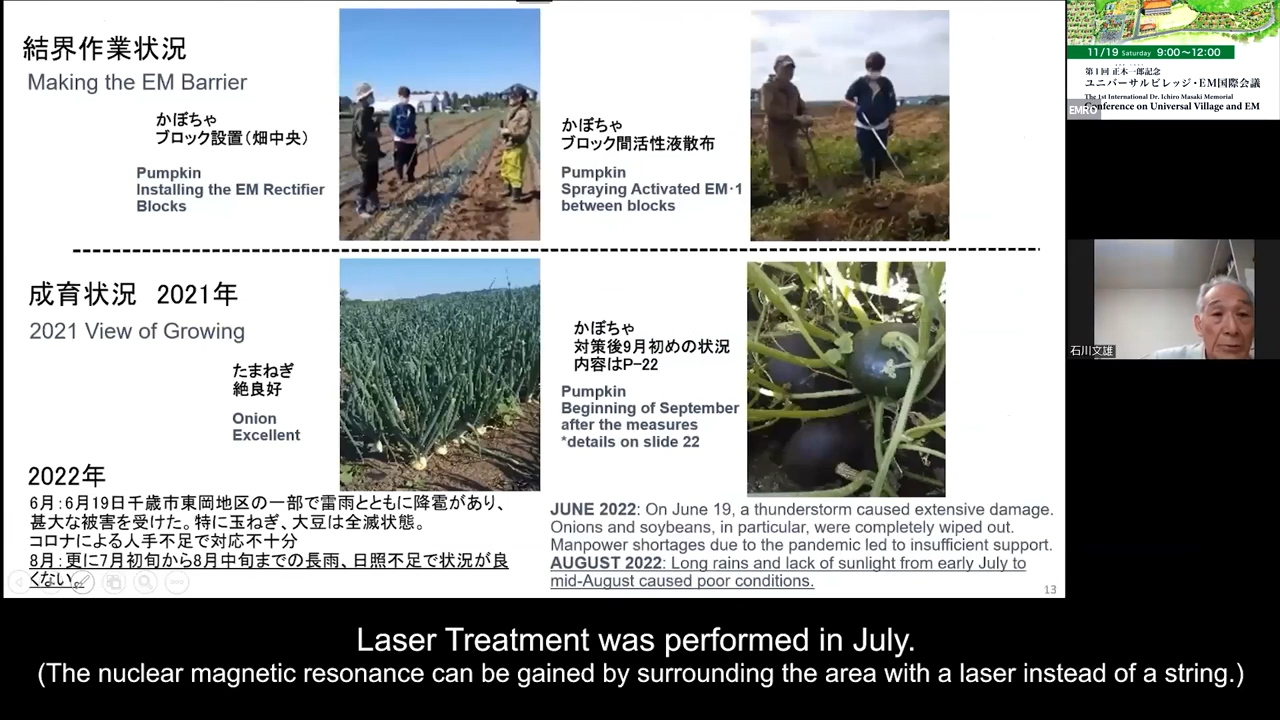 結界作業状況
Making the EM Barrier
かぼちゃ
ブロック設置(畑中央)
Pumpkin
Installing the EM Rectifier
Blocks
かぼちゃ
ブロック間活性液散布
Pumpkin
Spraying Activated EM・1
between blocks
成育状況 2021年
2021 View of Growing
たまねぎ
絶良好
Onion
Excellent
かぼちゃ
対策後9月初めの状況
内容はP-22
Pumpkin
Beginning of September
after the measures
*details on slide 22
2022年
6月:6月19日千歳市東岡地区の一部で雷雨とともに降雹があり、
甚大な被害を受けた。特に玉ねぎ、大豆は全滅状態。
コロナによる人手不足で対応不十分
8月:更に7月初旬から8月中旬までの長雨、日照不足で状況が良
くない。
JUNE 2022: On June 19, a thunderstorm caused extensive damage.
Onions and soybeans, in particular, were completely wiped out.
Manpower shortages due to the pandemic led to insufficient support.
AUGUST 2022: Long rains and lack of sunlight from early July to
mid-August caused poor conditions.
13
11/19 Saturday 9:00~12:00
第1回 正木一郎記念
ユニバーサルビレッジ・EM国際会議
The 1st International Dr. Ichiro Masaki Memorial
Conference on Universal Village and EM
EMRO
石川文雄
Laser Treatment was performed in July.
(The nuclear magnetic resonance can be gained by surrounding the area with a laser instead of a string.)